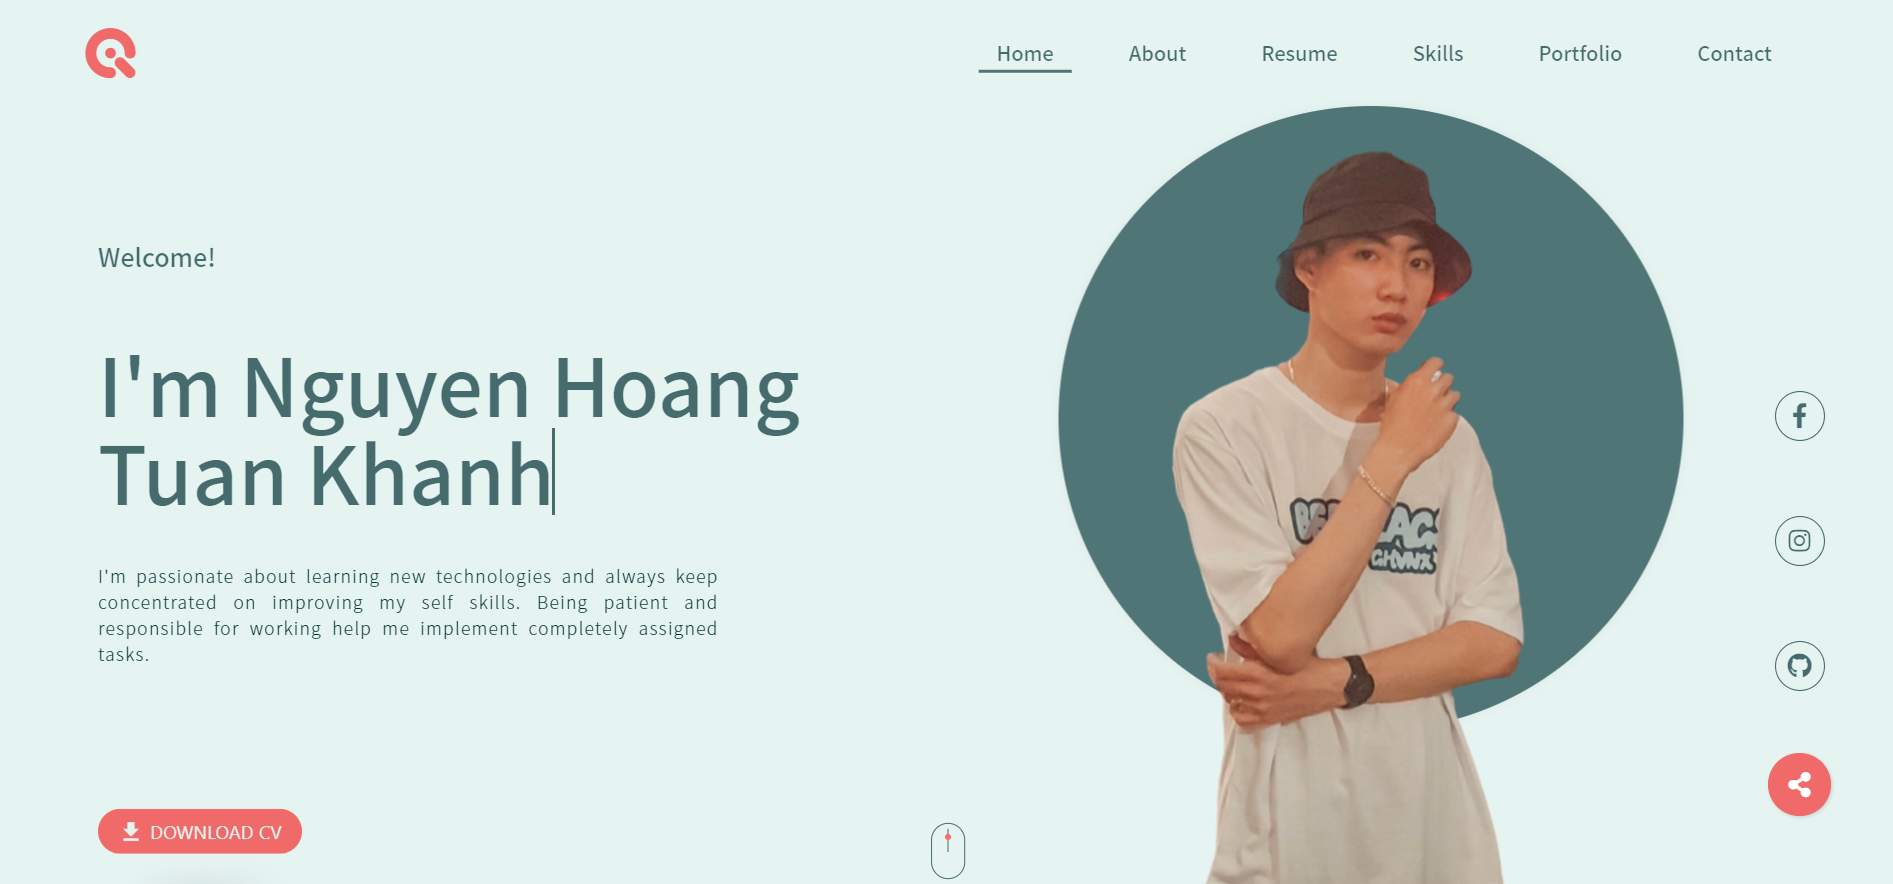 Home About Resume Skills Portfolio Contact
Welcome!
I'm Nguyen Hoang
Tuan Khanh
I'm passionate about learning new technologies and always keep
concentrated on improving my self skills. Being patient and
responsible for working help me implement completely assigned
tasks.
DOWNLOAD CV